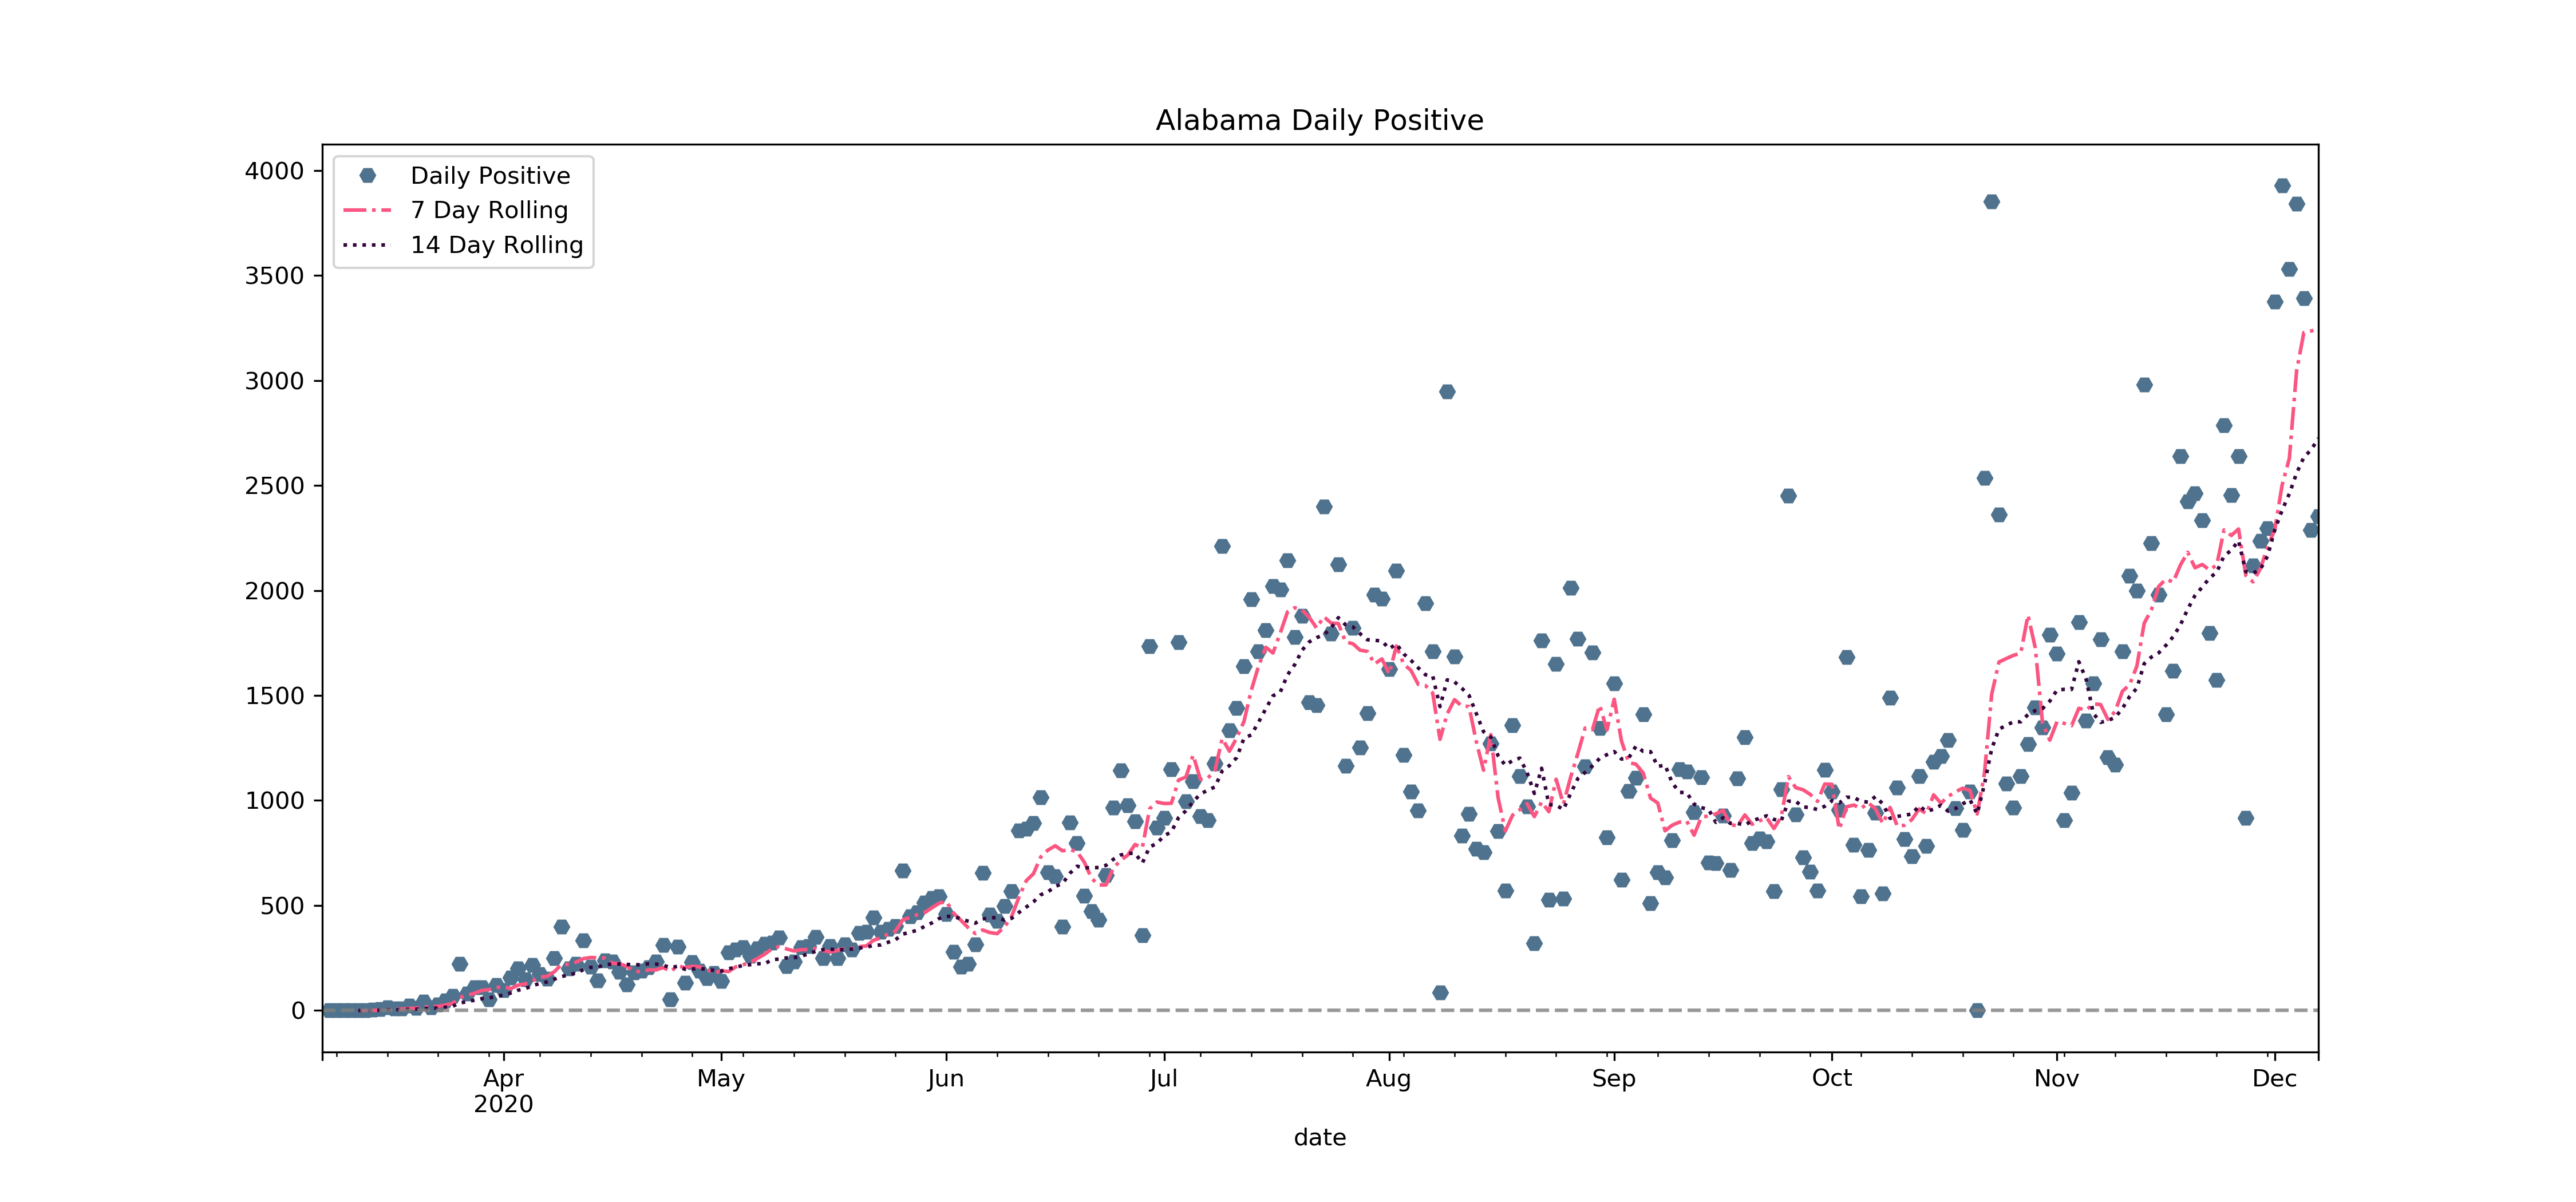 Alabama Daily Positive
4000
3500
3000
2500
2000
1500
1000
500
0
Daily Positive
7 Day Rolling
14 Day Rolling
Apr
2020
May
Jun
Jul
Aug
Sep
Oct
Nov
Dec
date